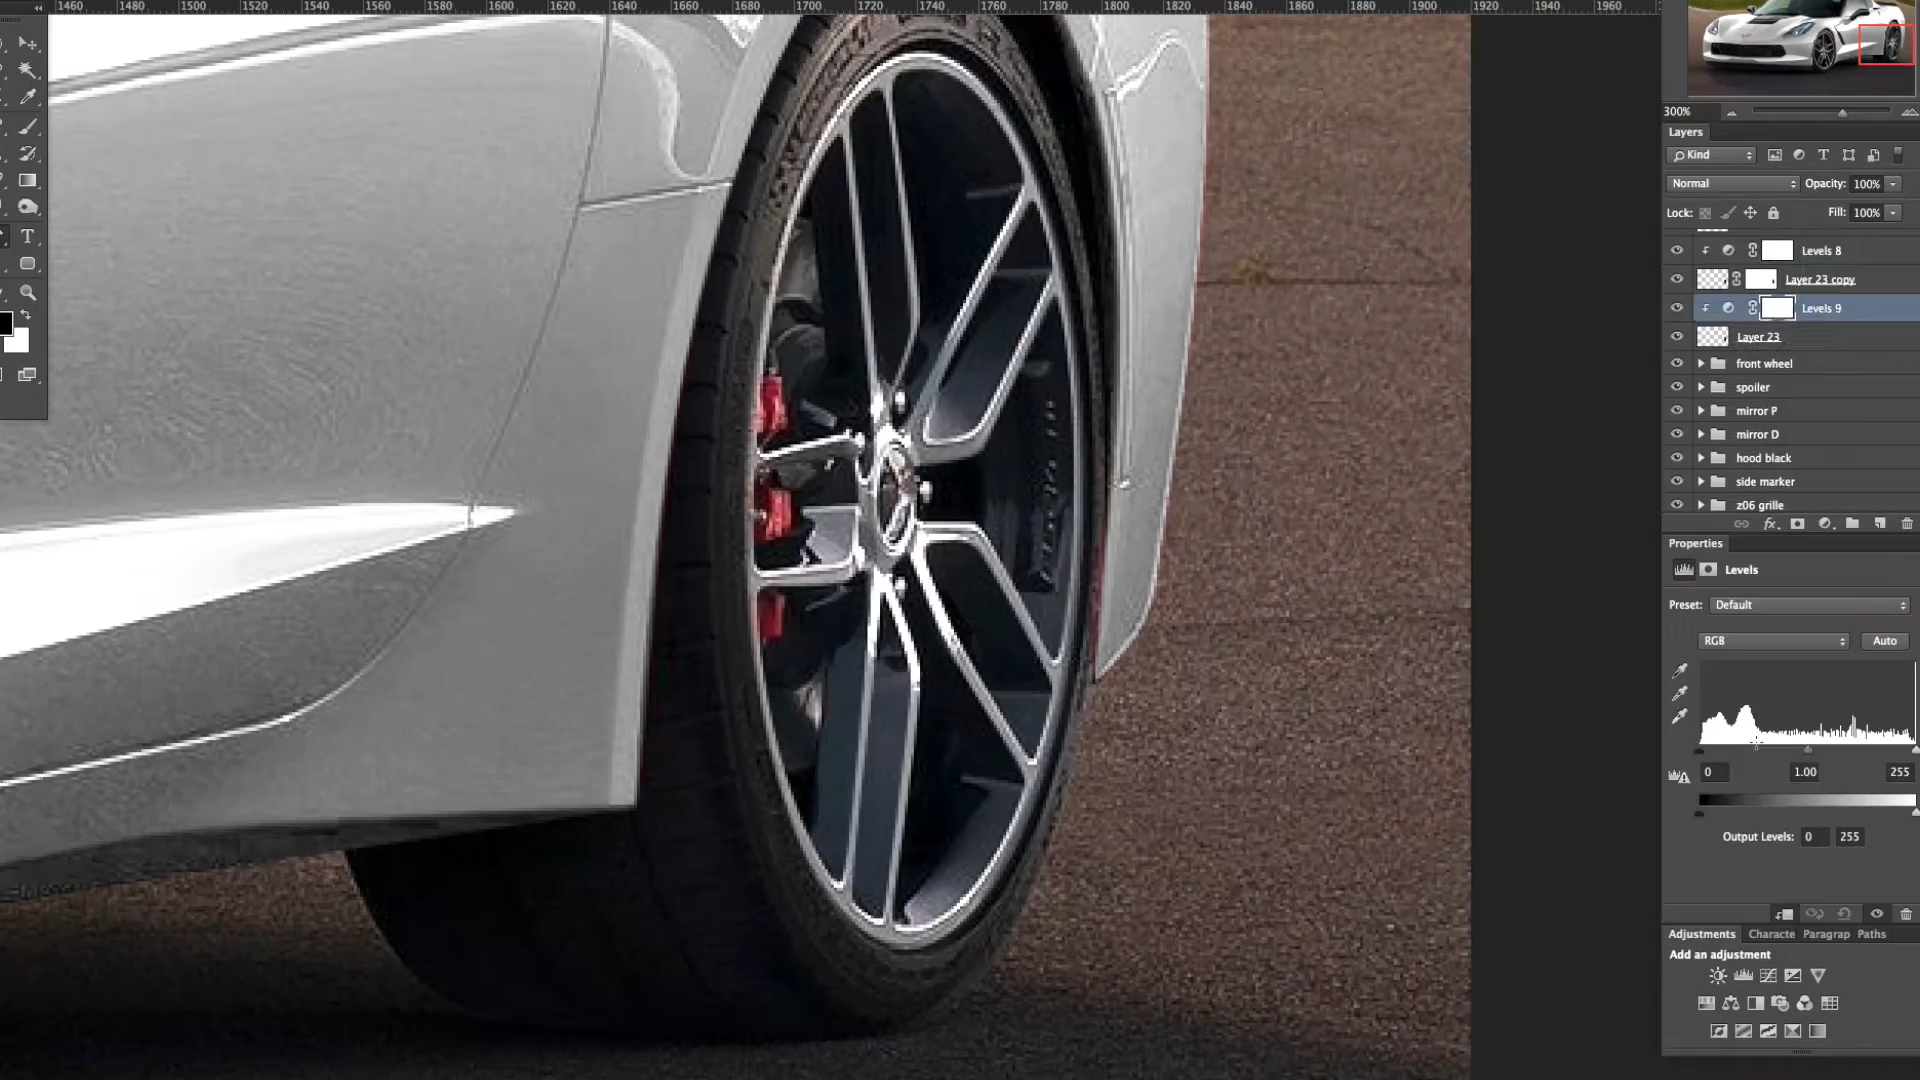 1460 1480 1500 1520 1540 1560 1580 1600 1620 1640 1660 1680 1700 1720 1740 1760 1780 1800 1820 1840 1860 1880 1900 1920 1940 1960
T
300%
Layers
Kind
T
Normal Opacity: 100%
Lock: Fill: 100%
Levels 8
Layer 23 copy
Levels 9
Layer 23
front wheel
spoiler
mirror P
mirror D
hood black
side marker
z06 grille
fx
Properties
Levels
Preset: Default
RGB Auto
0 1.00 255
Output Levels: 0 255
Adjustments Characte Paragrap Paths
Add an adjustment